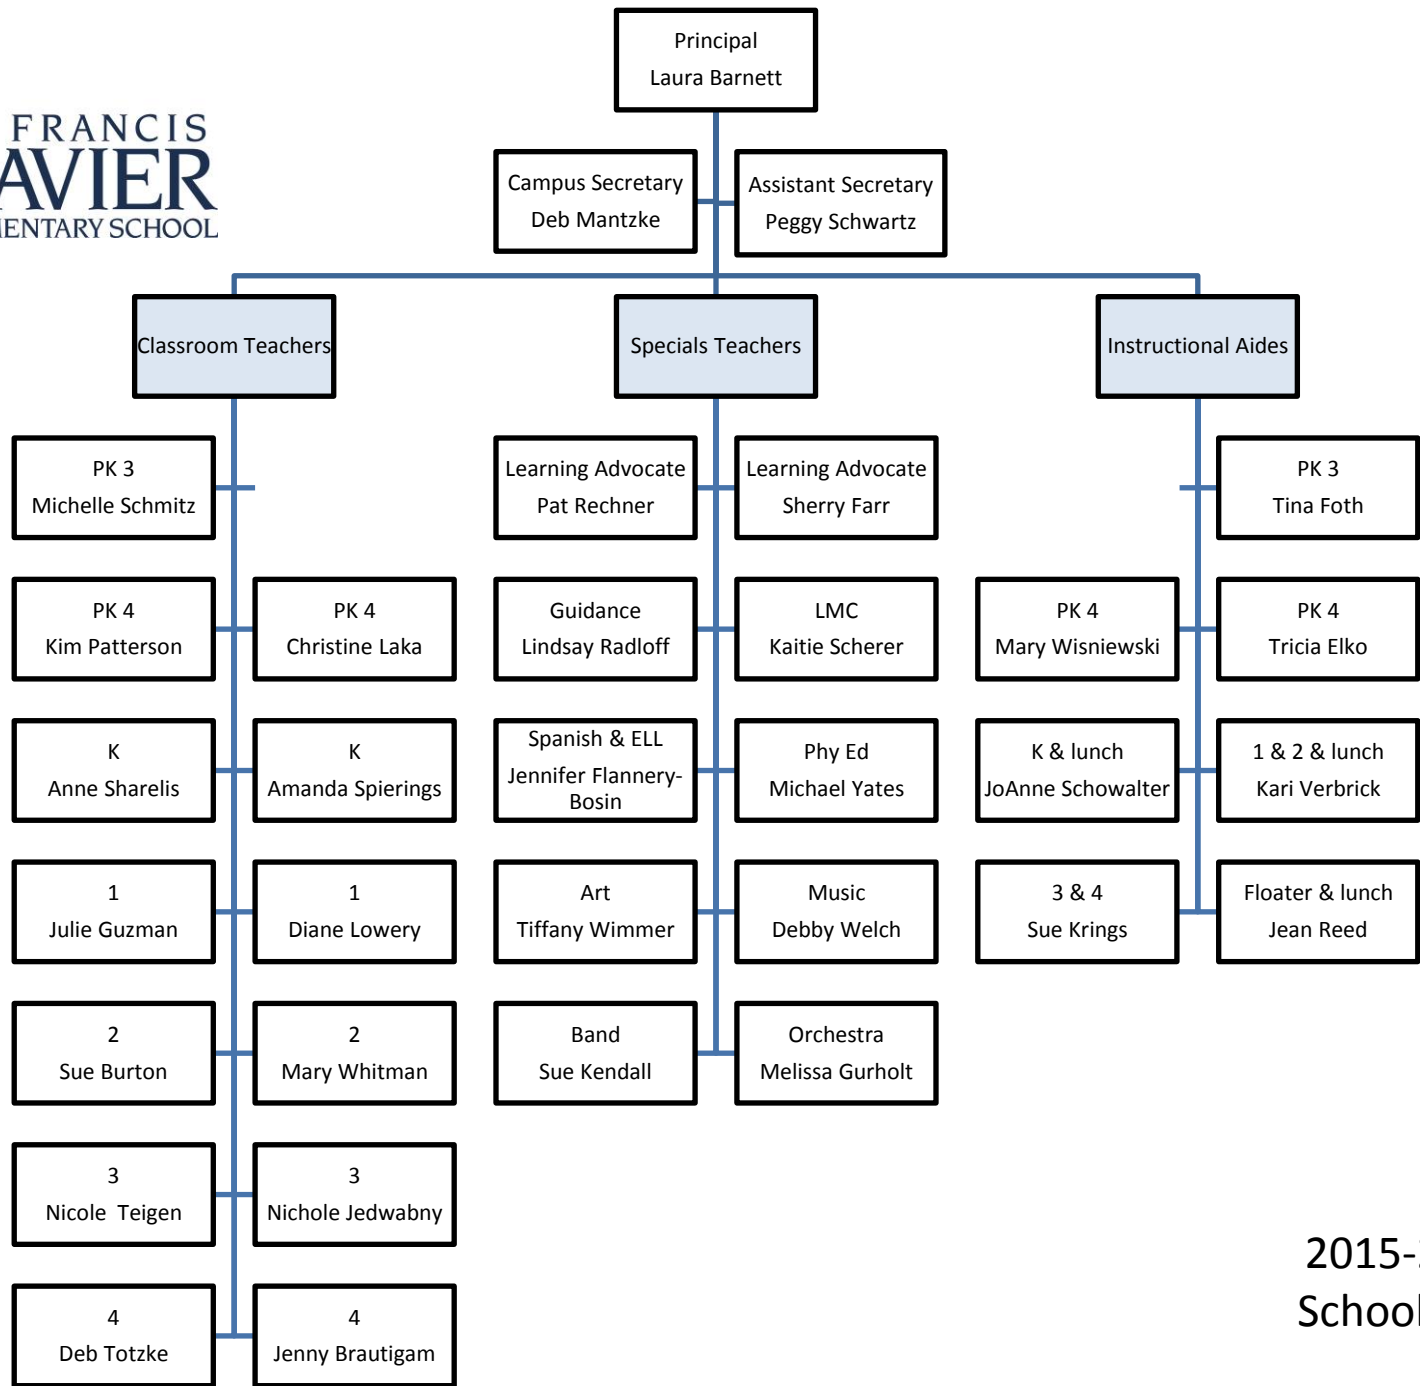 Principal
Laura Barnett
FRANCIS
AVIER
MENTARY SCHOOL
Campus Secretary
Deb Mantzke
Assistant Secretary
Peggy Schwartz
Classroom Teachers
Specials Teachers
Instructional Aides
PK 3
Michelle Schmitz
Learning Advocate
Pat Rechner
Learning Advocate
Sherry Farr
PK 3
Tina Foth
PK 4
Kim Patterson
PK 4
Christine Laka
Guidance
Lindsay Radloff
LMC
Kaitie Scherer
PK 4
Mary Wisniewski
PK 4
Tricia Elko
K
Anne Sharelis
K
Amanda Spierings
Spanish & ELL
Jennifer Flannery-
Bosin
Phy Ed
Michael Yates
K & lunch
JoAnne Schowalter
1 & 2 & lunch
Kari Verbrick
1
Julie Guzman
1
Diane Lowery
Art
Tiffany Wimmer
Music
Debby Welch
3 & 4
Sue Krings
Floater & lunch
Jean Reed
2
Sue Burton
2
Mary Whitman
Band
Sue Kendall
Orchestra
Melissa Gurholt
3
Nicole  Teigen
3
Nichole Jedwabny
4
Deb Totzke
4
Jenny Brautigam
2015-
School